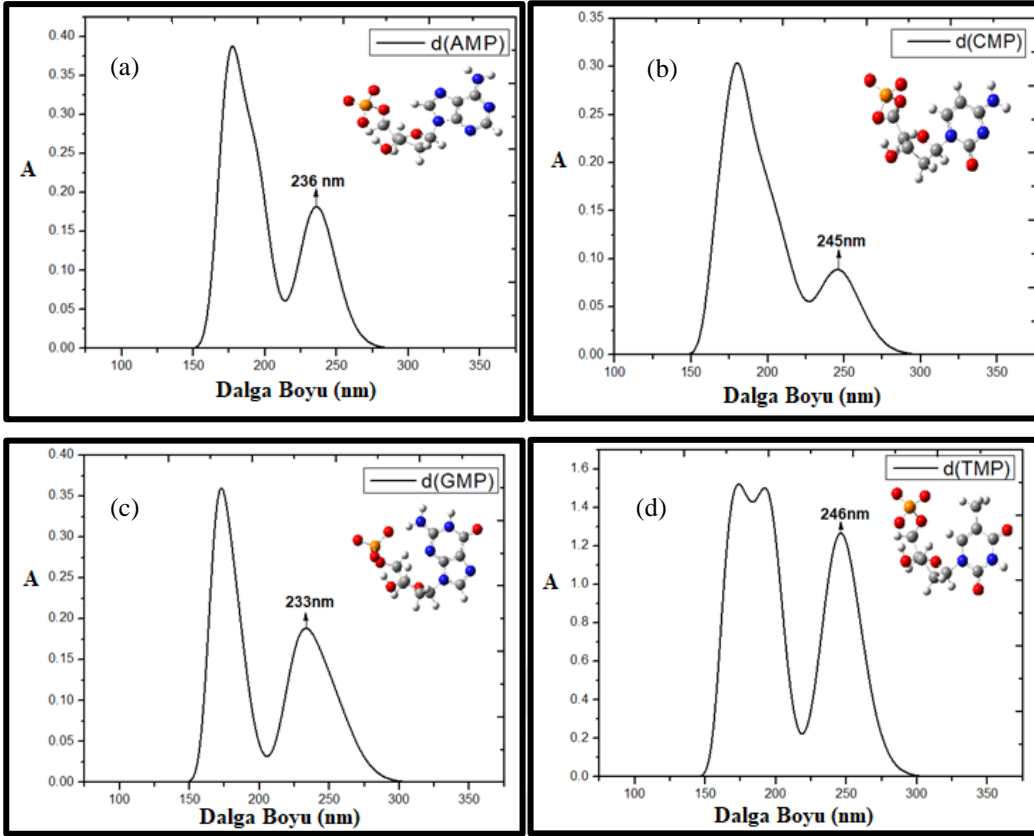 (a)
d(AMP)
0.40
0.35
0.30
0.25
A
0.20
236 nm
0.15
0.10
0.05
0.00
100 150 200 250 300 350
Dalga Boyu (nm)
(b)
d(CMP)
0.35
0.30
0.25
0.20
A
0.15
245nm
0.10
0.05
0.00
100 150 200 250 300 350
Dalga Boyu (nm)
(c)
d(GMP)
0.40
0.35
0.30
0.25
A
233nm
0.20
0.15
0.10
0.05
0.00
100 150 200 250 300 350
Dalga Boyu (nm)
(d)
d(TMP)
1.6
1.4
246nm
1.2
1.0
A
0.8
0.6
0.4
0.2
0.0
100 150 200 250 300 350
Dalga Boyu (nm)